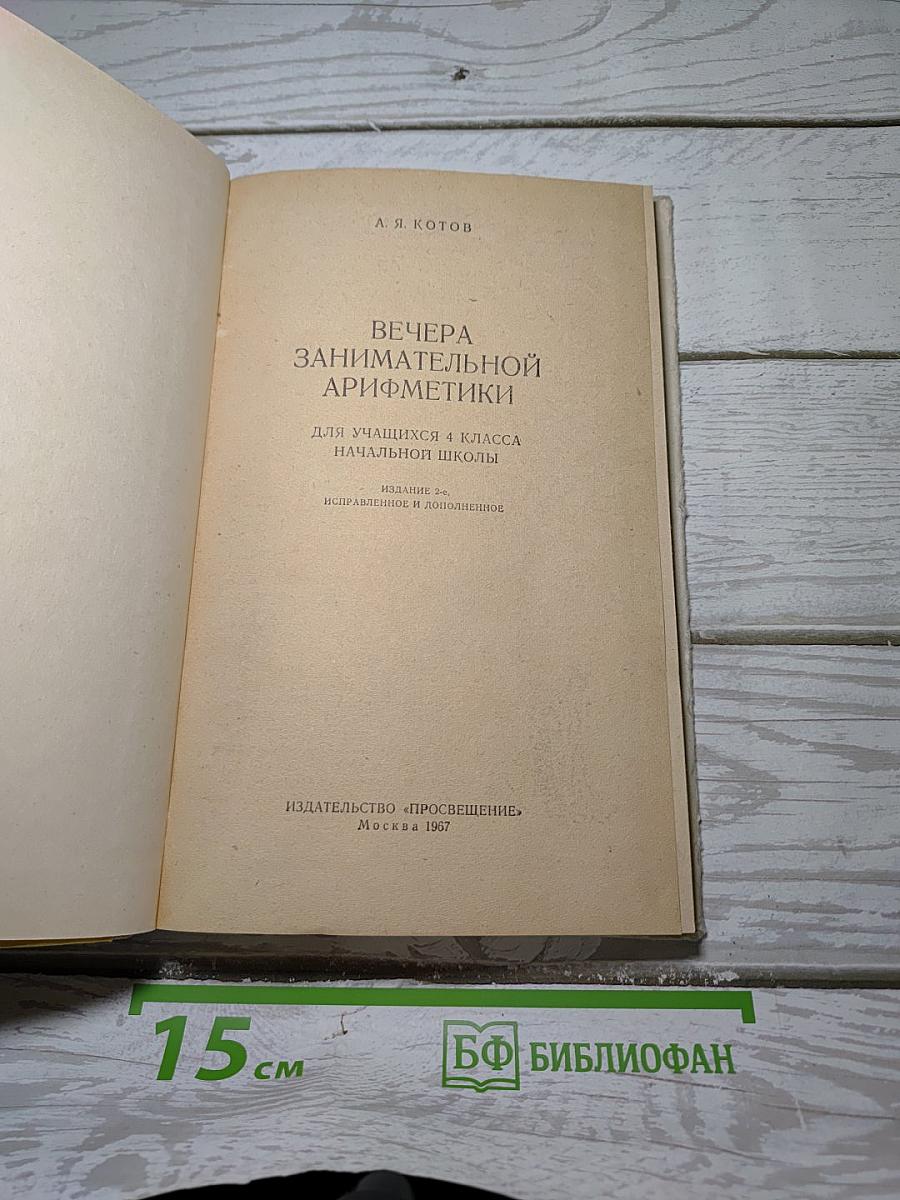 А. Я. КОТОВ
ВЕЧЕРА
ЗАНИМАТЕЛЬНОЙ
АРИФМЕТИКИ
ДЛЯ УЧАЩИХСЯ 4 КЛАССА
НАЧАЛЬНОЙ ШКОЛЫ
ИЗДАНИЕ 2-е,
ИСПРАВЛЕННОЕ И ДОПОЛНЕННОЕ
ИЗДАТЕЛЬСТВО «ПРОСВЕЩЕНИЕ»
Москва 1967
15 см
БФ БИБЛИОФАН